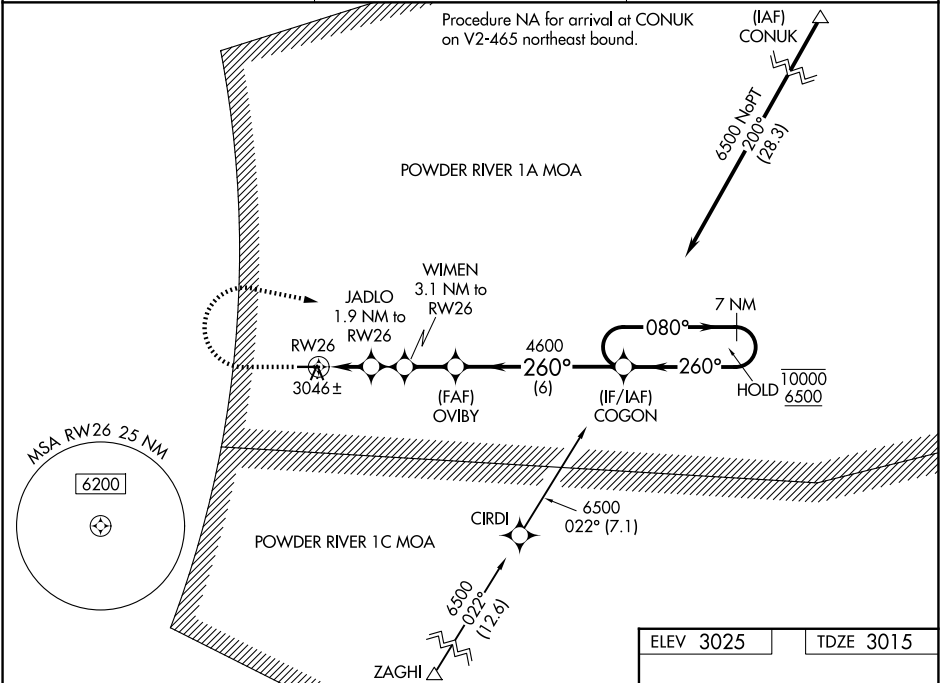 Procedure NA for arrival at CONUK
on V2-465 northeast bound.
(IAF)
CONUK
6500 NoPT
200°
(28.3)
POWDER RIVER 1A MOA
WIMEN
3.1 NM to
RW26
JADLO
1.9 NM to
RW26
RW26
3046 ±
7 NM
080°
4600
260°
(6)
260°
HOLD
10000
6500
(FAF)
OVIBY
(IF/IAF)
COGON
MSA RW26 25 NM
6200
CIRDI
6500
022° (7.1)
POWDER RIVER 1C MOA
6500
022°
(12.6)
ZAGHI
ELEV 3025
TDZE 3015